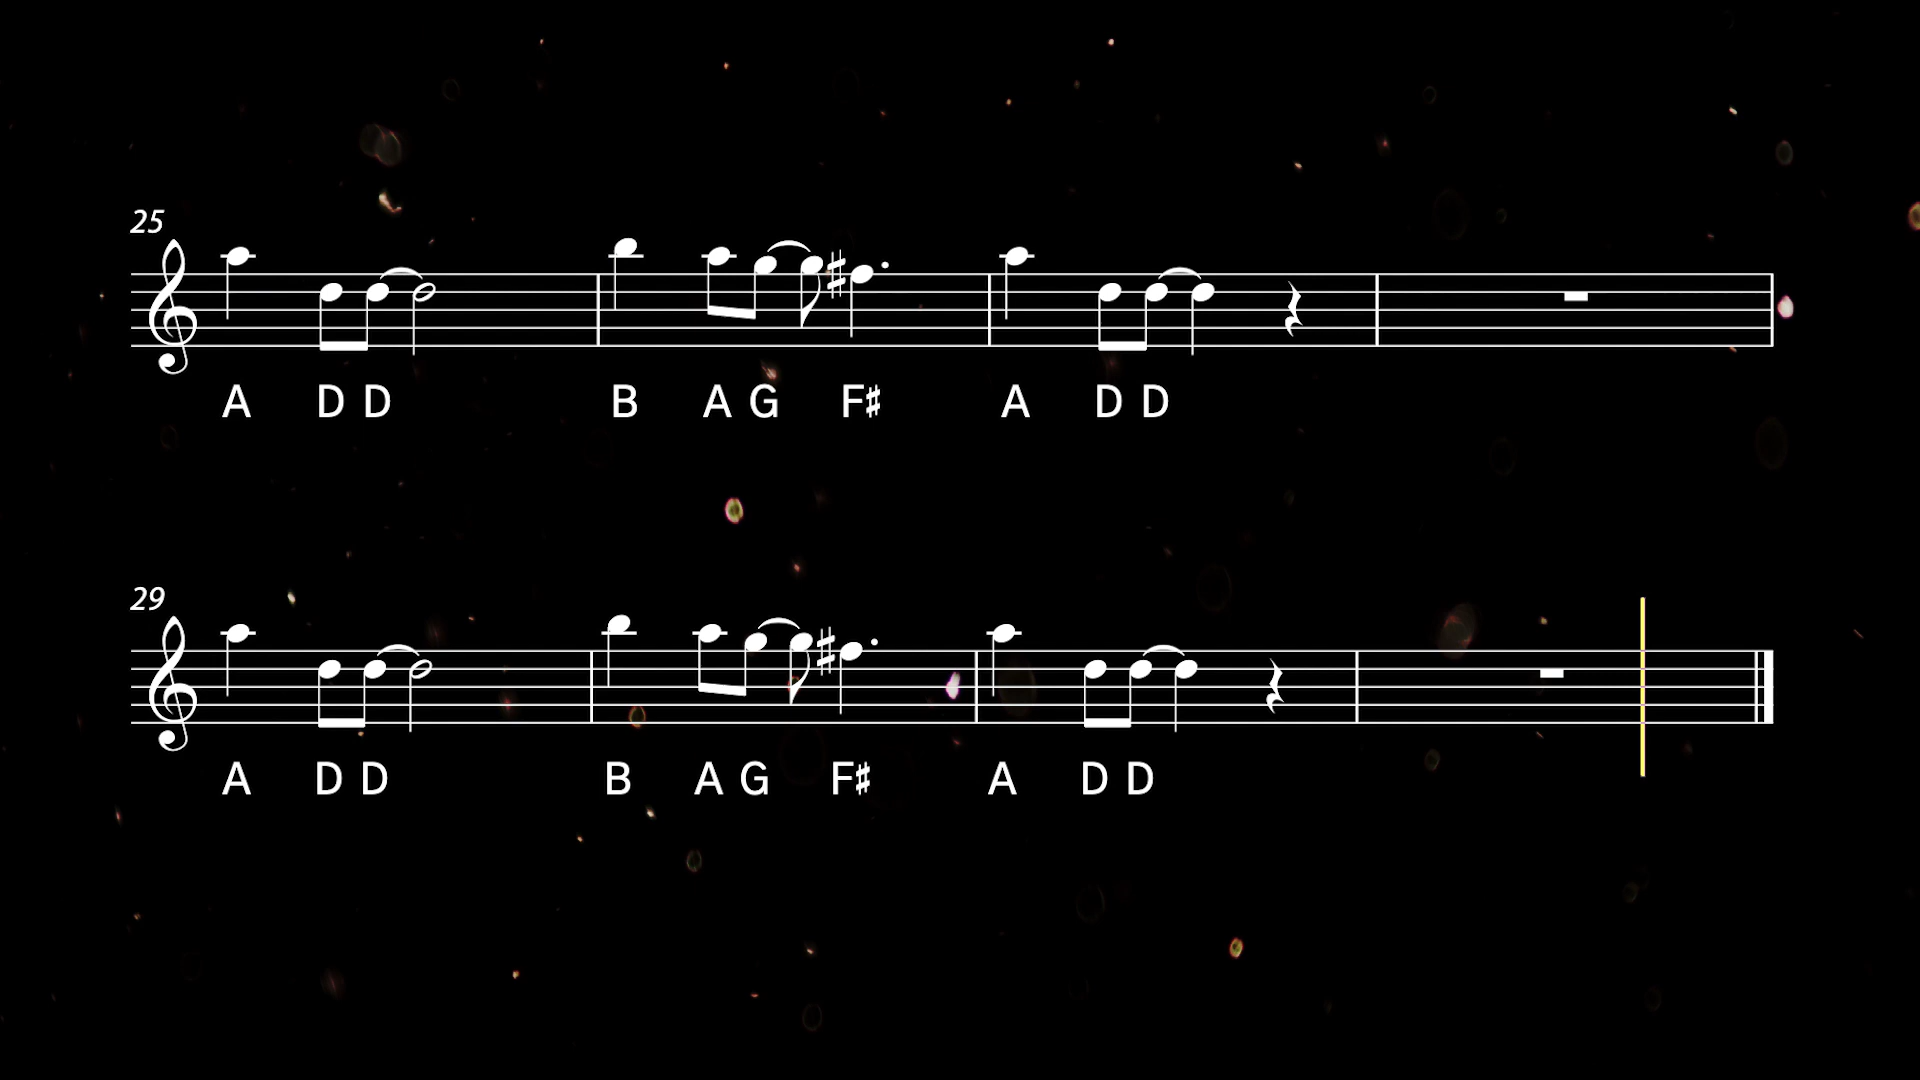 25
A D D B A G F♯ A D D
29
A D D B A G F♯ A D D